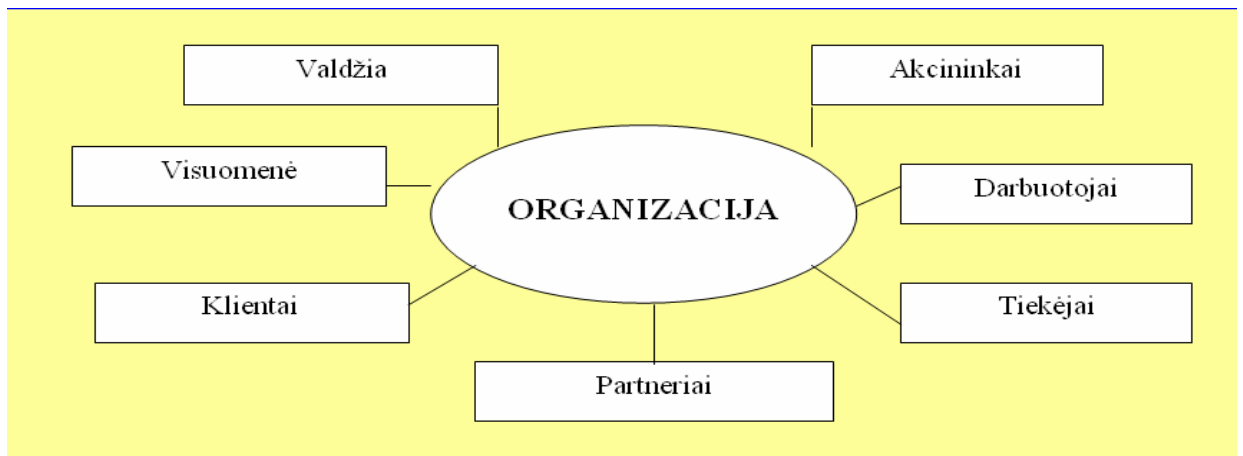 Valdžia
Akcininkai
Visuomenė
ORGANIZACIJA
Darbuotojai
Klientai
Tiekėjai
Partneriai